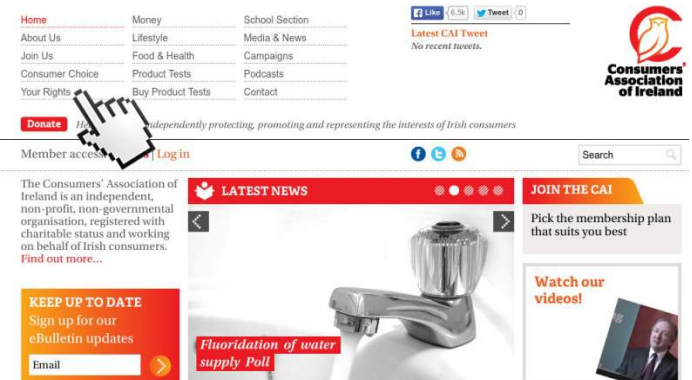 Home
Money
School Section
Like 6.5k Tweet 0
About Us
Lifestyle
Media & News
Latest CAI Tweet
No recent tweets.
Join Us
Food & Health
Campaigns
Consumer Choice
Product Tests
Podcasts
Your Rights
Buy Product Tests
Contact
Consumers'
Association
of Ireland
Donate
independently protecting, promoting and representing the interests of Irish consumers
Member access | Log in
Search
The Consumers' Association of
Ireland is an independent,
non-profit, non-governmental
organisation, registered with
charitable status and working
on behalf of Irish consumers.
Find out more...
KEEP UP TO DATE
Sign up for our
eBulletin updates
Email
LATEST NEWS
Fluoridation of water
supply Poll
JOIN THE CAI
Pick the membership plan
that suits you best
Watch our
videos!